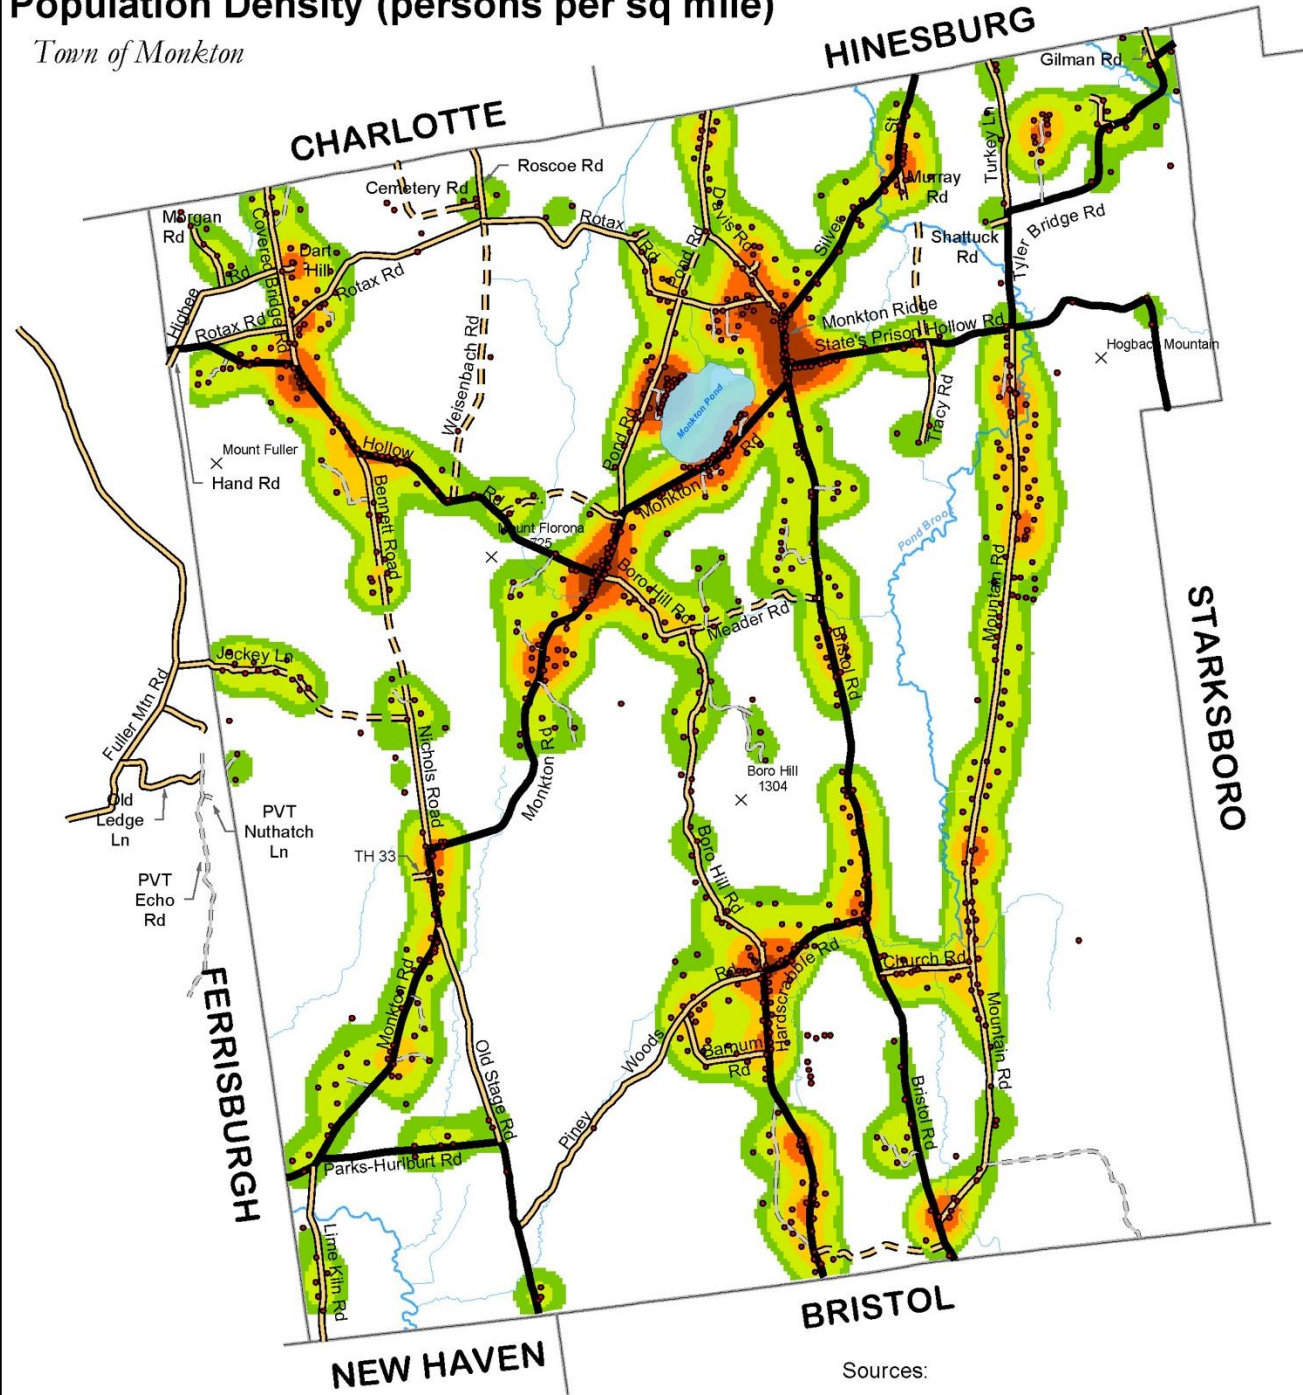 Population Density (persons per sq mile)
Town of Monkton
HINESBURG
Gilman Rd
CHARLOTTE
Roscoe Rd
Cemetery Rd
Morgan
Rd
Covered Bridge Rd
Dart
Hill
Rd
Higbee
Rotax Rd
Rotax Rd
Rotax
Rd
Pond Rd
Davis Rd
Silver
St
Murray
Rd
Turkey Ln
Shattuck
Rd
Tyler Bridge Rd
Monkton Ridge
State's Prison Hollow Rd
Hogback Mountain
Tracy Rd
Weisenbach Rd
Monkton Pond
Pond Rd
Mount Fuller
Hand Rd
Hollow
Rd
Bennett Road
Monkton
Rd
Mount Florona
725
Pond Brook
Boro Hill Rd
Meader Rd
Mountain Rd
Bristol Rd
STARKSBORO
Jockey Ln
Fuller Mtn Rd
Nichols Road
Monkton Rd
Boro Hill
1304
Old
Ledge
Ln
PVT
Nuthatch
Ln
TH 33
PVT
Echo
Rd
Boro Hill Rd
Rd
Hardscrabble Rd
Church Rd
Monkton Rd
FERRISBURGH
Old Stage Rd
Woods
Barnum
Rd
Mountain Rd
Piney
Bristol Rd
Parks-Hurlburt Rd
Lime Kiln Rd
BRISTOL
NEW HAVEN
Sources: